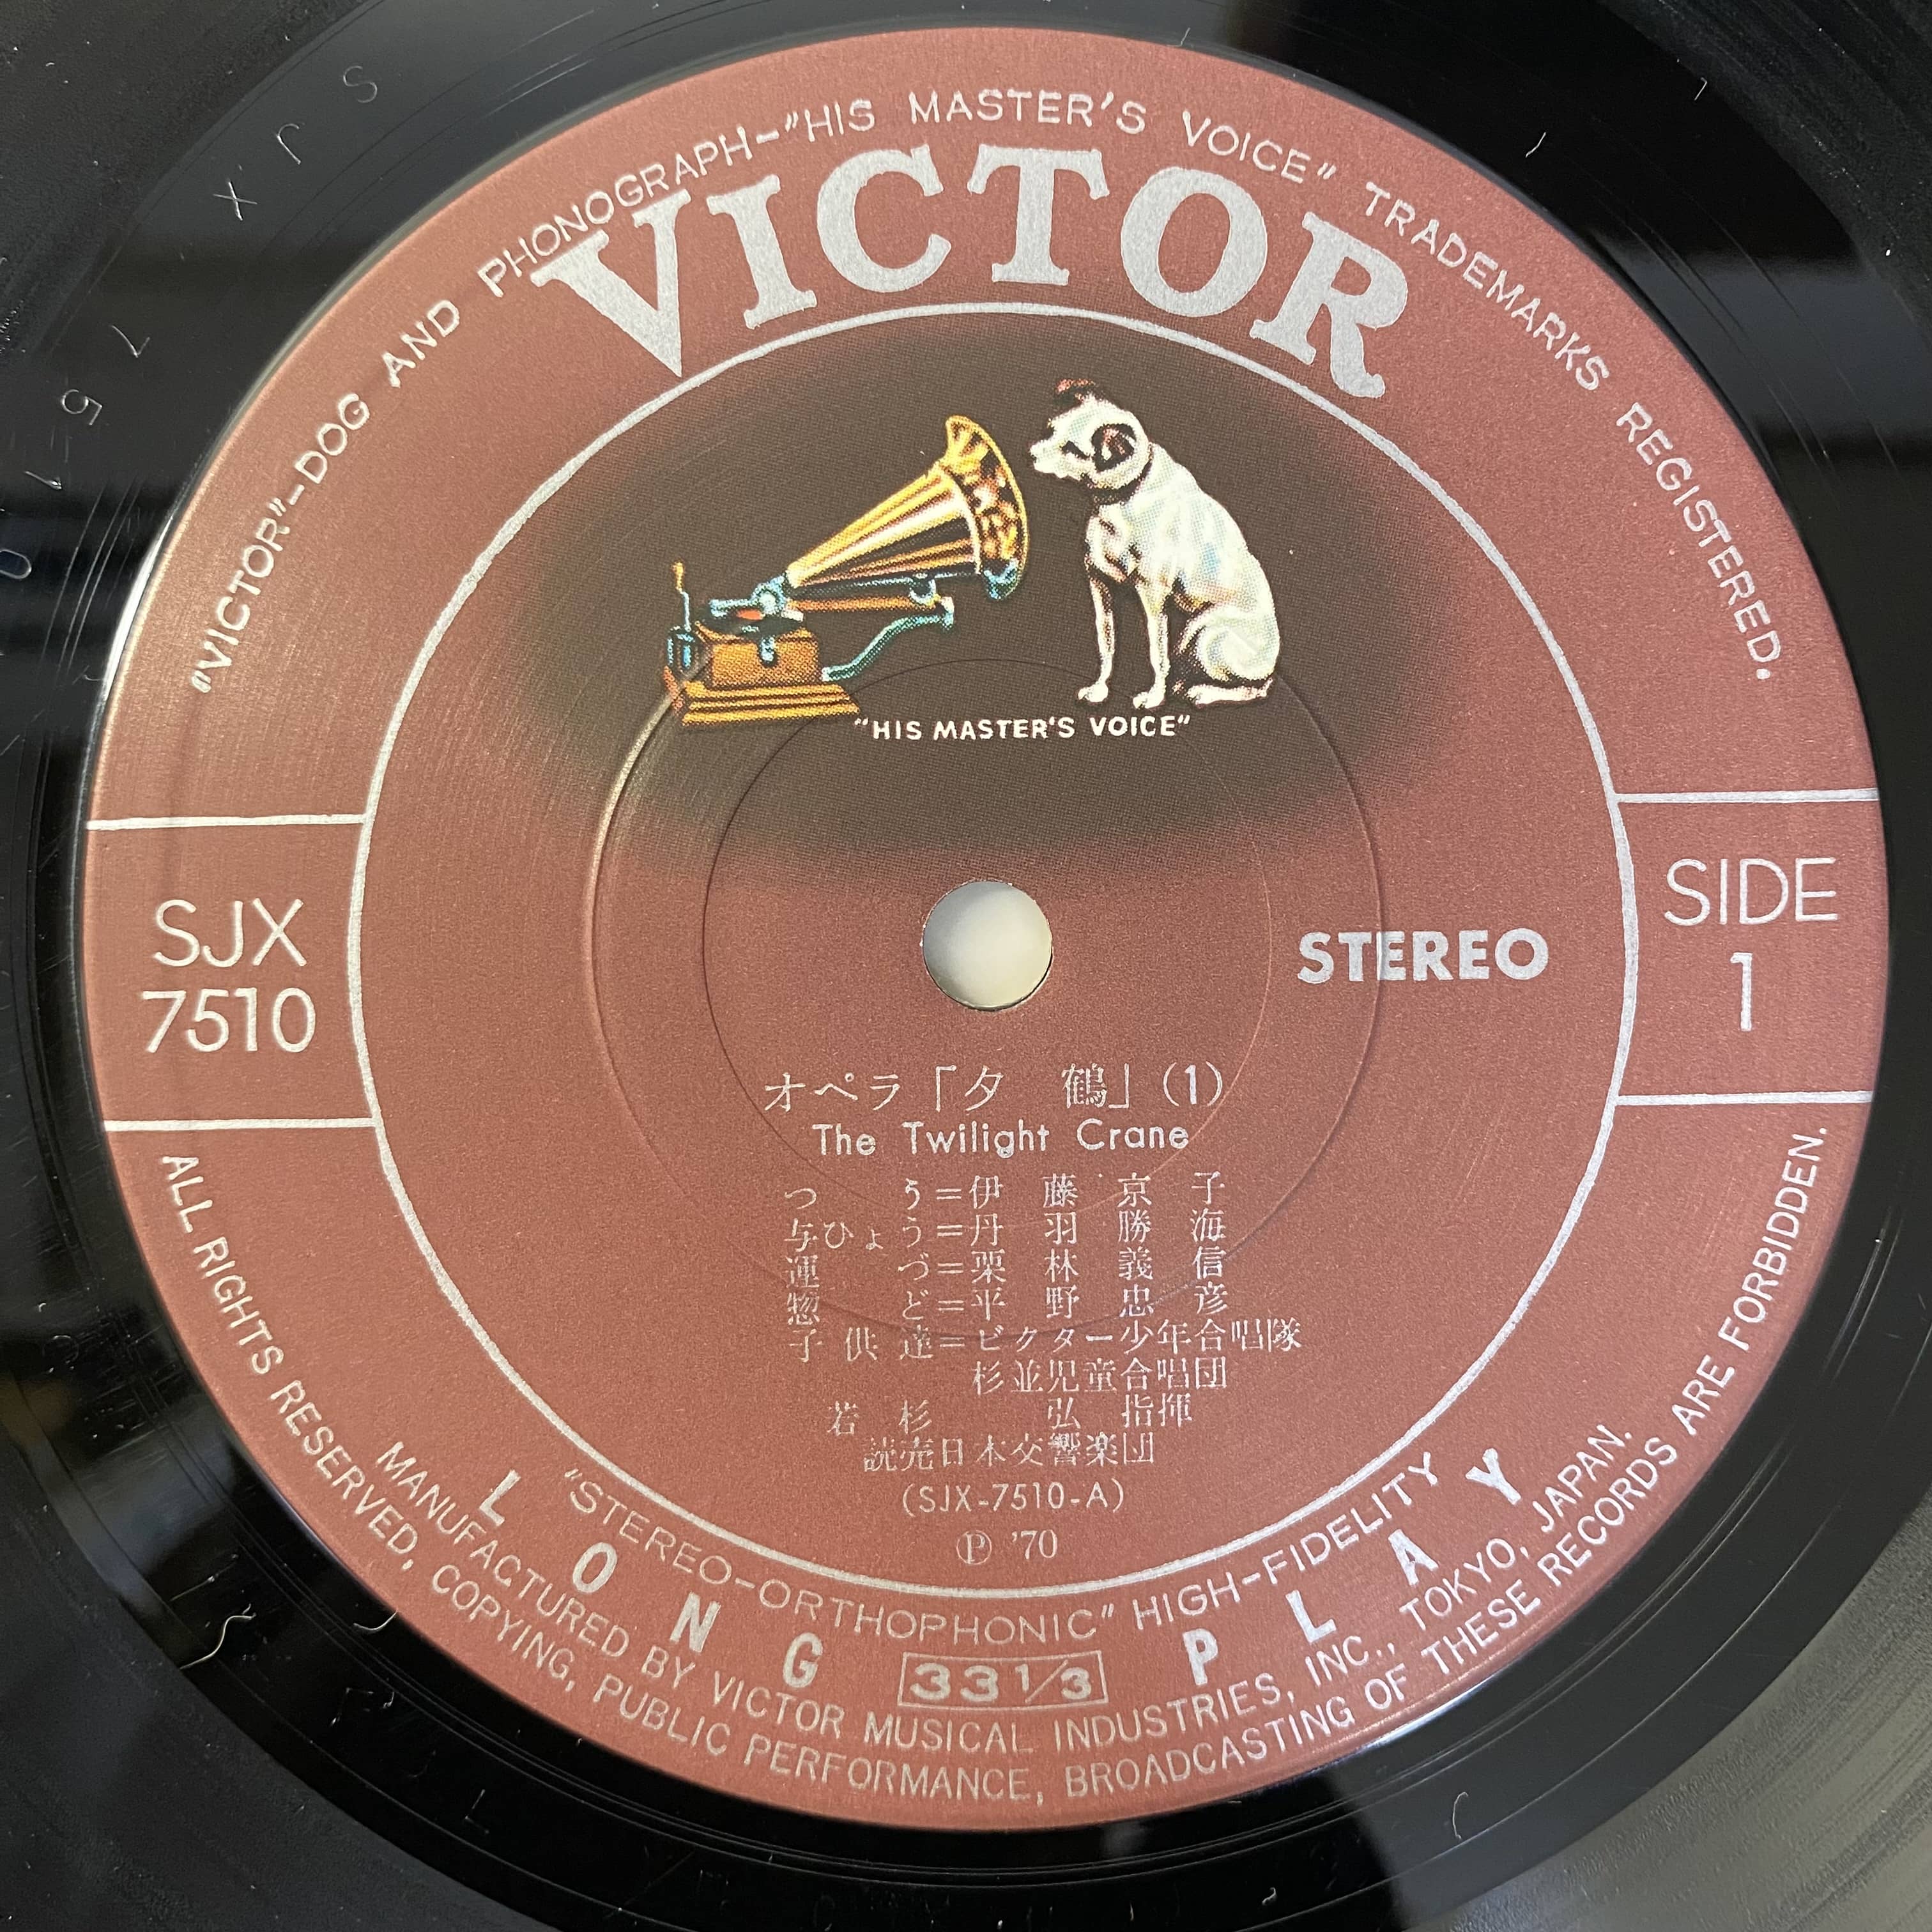 "VICTOR"-DOG AND PHONOGRAPH-"HIS MASTER'S VOICE" TRADEMARKS REGISTERED.
VICTOR
"HIS MASTER'S VOICE"
SJX
7510
STEREO
SIDE
1
オペラ「夕 鶴」(1)
The Twilight Crane
つ う=伊 藤 京 子
与ひょう=丹 羽 勝 海
運 づ=栗 林 義 信
惣 ど=平 野 忠 彦
子 供 達=ビクター少年合唱隊
杉並児童合唱団
若 杉 弘 指揮
読売日本交響楽団
(SJX-7510-A)
Ⓟ '70
"STEREO-ORTHOPHONIC" HIGH-FIDELITY
LONG 33 1/3 PLAY
MANUFACTURED BY VICTOR MUSICAL INDUSTRIES, INC., TOKYO, JAPAN.
ALL RIGHTS RESERVED, COPYING, PUBLIC PERFORMANCE, BROADCASTING OF THESE RECORDS ARE FORBIDDEN.
S J X 7 5 1 0